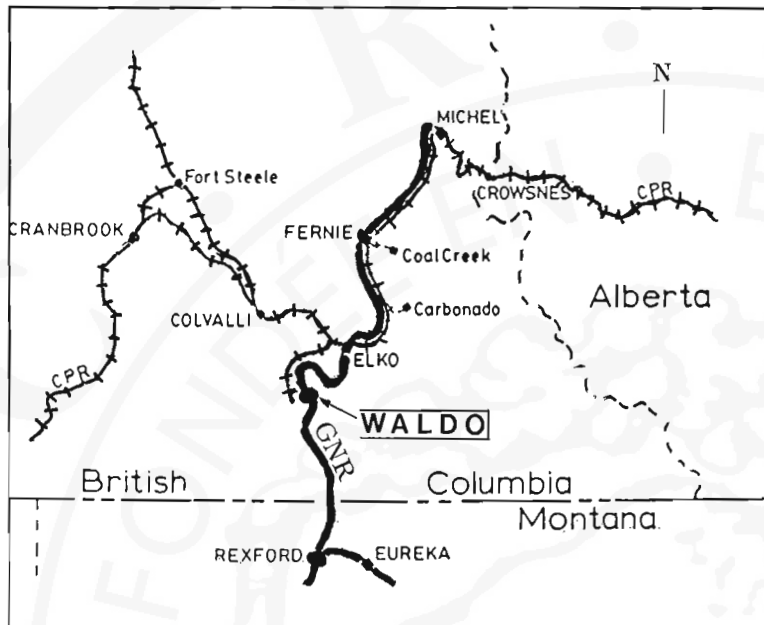 N
MICHEL
Fort Steele
CROWSNES
CPR
CRANBROOK
FERNIE
Coal Creek
Alberta
Carbonado
COLVALLI
ELKO
CPR
WALDO
GNR
British
Columbia
Montana
REXFORD
EUREKA